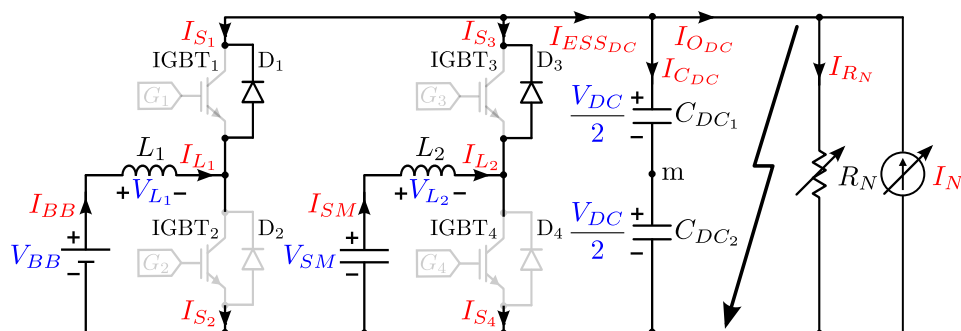 I_{S_1} I_{S_3} I_{ESS_{DC}} I_{O_{DC}}
IGBT_1 D_1 IGBT_3 D_3 I_{C_{DC}} I_{R_N}
G_1 G_3 V_{DC}/2 + − C_{DC_1}
L_1 I_{L_1} L_2 I_{L_2}
+ V_{L_1} − + V_{L_2} − m R_N I_N
I_{BB} IGBT_2 D_2 I_{SM} IGBT_4 D_4 V_{DC}/2 + − C_{DC_2}
V_{BB} + − G_2 V_{SM} + − G_4
I_{S_2} I_{S_4}